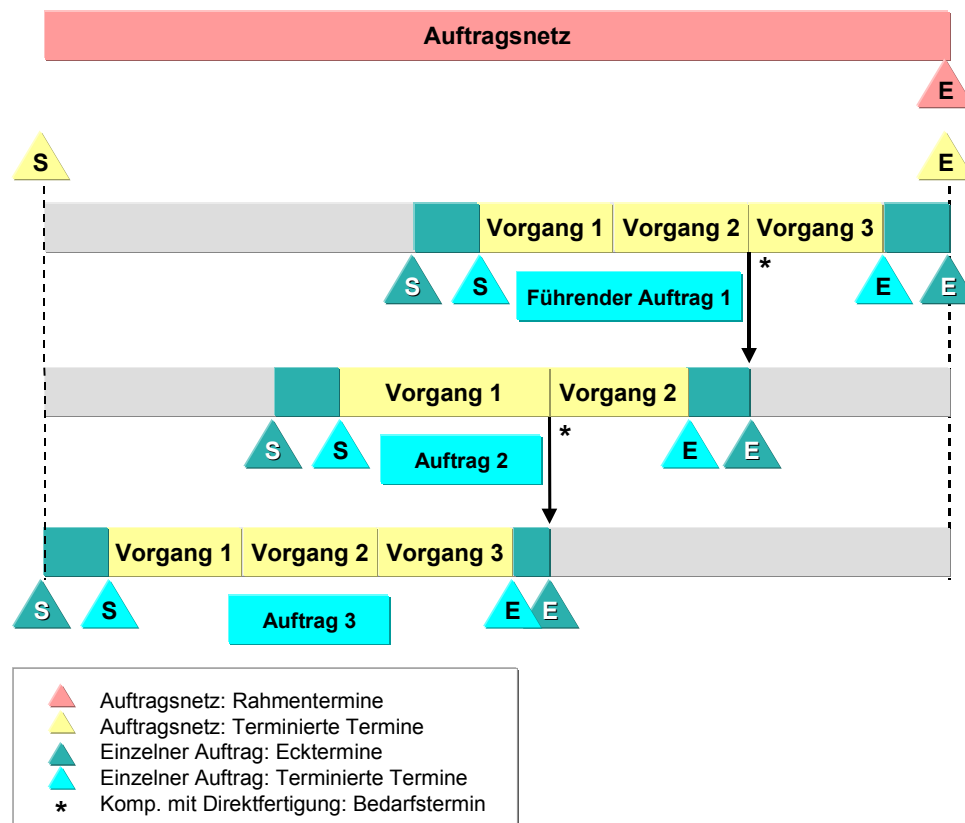 Auftragsnetz
E
S E
Vorgang 1 Vorgang 2 Vorgang 3
*
S S Führender Auftrag 1 E E
Vorgang 1 Vorgang 2
*
S S Auftrag 2 E E
Vorgang 1 Vorgang 2 Vorgang 3
S S E E
Auftrag 3
Auftragsnetz: Rahmentermine
Auftragsnetz: Terminierte Termine
Einzelner Auftrag: Ecktermine
Einzelner Auftrag: Terminierte Termine
* Komp. mit Direktfertigung: Bedarfstermin